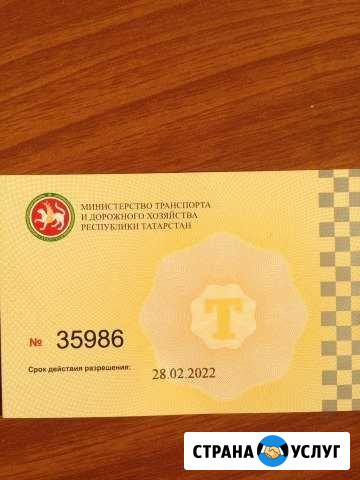 МИНИСТЕРСТВО ТРАНСПОРТА
И ДОРОЖНОГО ХОЗЯЙСТВА
РЕСПУБЛИКИ ТАТАРСТАН
Т
№ 35986
Срок действия разрешения: 28.02.2022
СТРАНА УСЛУГ